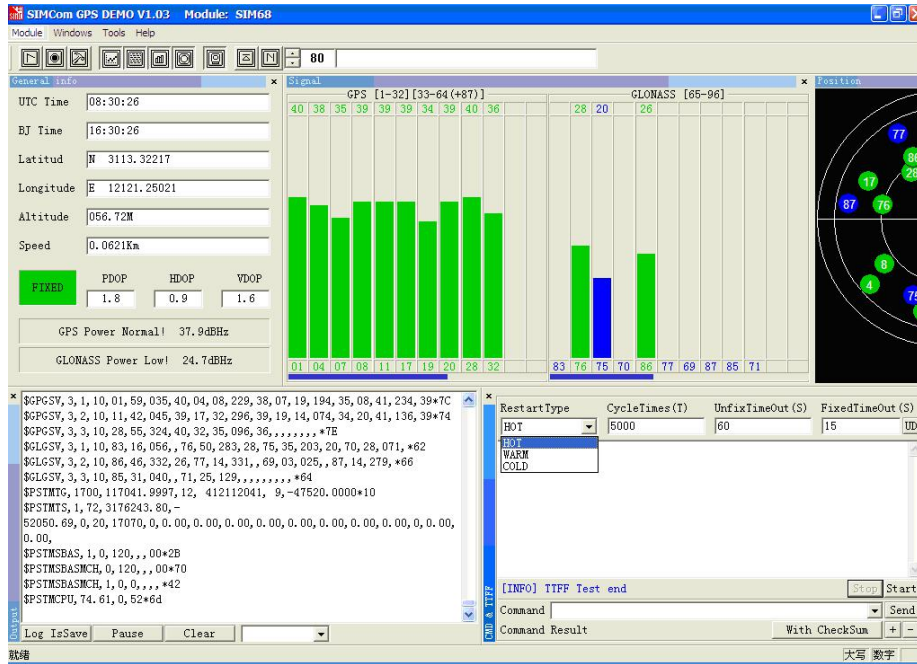 SIMCom GPS DEMO V1.03 Module: SIM68
Module Windows Tools Help
80
General info
Signal
Position
UTC Time 08:30:26
BJ Time 16:30:26
Latitud N 3113.32217
Longitude E 12121.25021
Altitude 056.72M
Speed 0.0621Km
FIXED
PDOP HDOP VDOP
1.8 0.9 1.6
GPS Power Normal! 37.9dBHz
GLONASS Power Low! 24.7dBHz
GPS [1-32][33-64(+87)]
40 38 35 39 39 39 34 39 40 36
01 04 07 08 11 17 19 20 28 32
GLONASS [65-96]
28 20 26
83 76 75 70 86 77 69 87 85 71
77
86
28
17
87
76
8
4
75
$GPGSV,3,1,10,01,59,035,40,04,08,229,38,07,19,194,35,08,41,234,39*7C
$GPGSV,3,2,10,11,42,045,39,17,32,296,39,19,14,074,34,20,41,136,39*74
$GPGSV,3,3,10,28,55,324,40,32,35,096,36,,,,,,,,*7E
$GLGSV,3,1,10,83,16,056,,76,50,283,28,75,35,203,20,70,28,071,*62
$GLGSV,3,2,10,86,46,332,26,77,14,331,,69,03,025,,87,14,279,*66
$GLGSV,3,3,10,85,31,040,,71,25,129,,,,,,,,,*64
$PSTMTG,1700,117041.9997,12, 412112041, 9,-47520.0000*10
$PSTMTS,1,72,3176243.80,-
52050.69,0,20,17070,0,0.00,0.00,0.00,0.00,0.00,0.00,0.00,0.00,0,0.00,
0.00,
$PSTMSBAS,1,0,120,,,00*2B
$PSTMSBASMCH,0,120,,,00*70
$PSTMSBASMCH,1,0,0,,,,*42
$PSTMCPU,74.61,0,52*6d
Output
Log IsSave Pause Clear
RestartType CycleTimes(T) UnfixTimeOut(S) FixedTimeOut(S)
HOT 5000 60 15 UD
HOT
WARM
COLD
CMD & TTFF
[INFO] TTFF Test end Stop Start
Command Send
Command Result With CheckSum + -
就绪 大写 数字